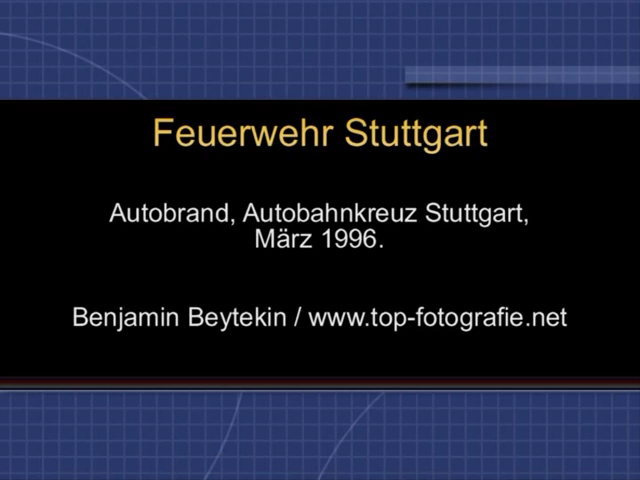 Feuerwehr Stuttgart
Autobrand, Autobahnkreuz Stuttgart,
März 1996.
Benjamin Beytekin / www.top-fotografie.net